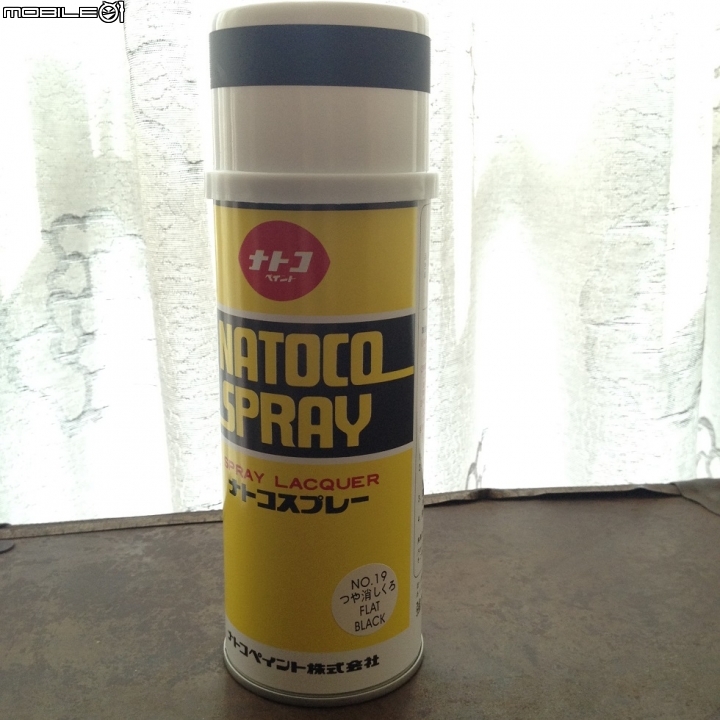 MOBILE01
ナトコ
ペイント
NATOCO
SPRAY
SPRAY LACQUER
ナトコスプレー
NO.19
つや消しくろ
FLAT
BLACK
ナトコペイント株式会社